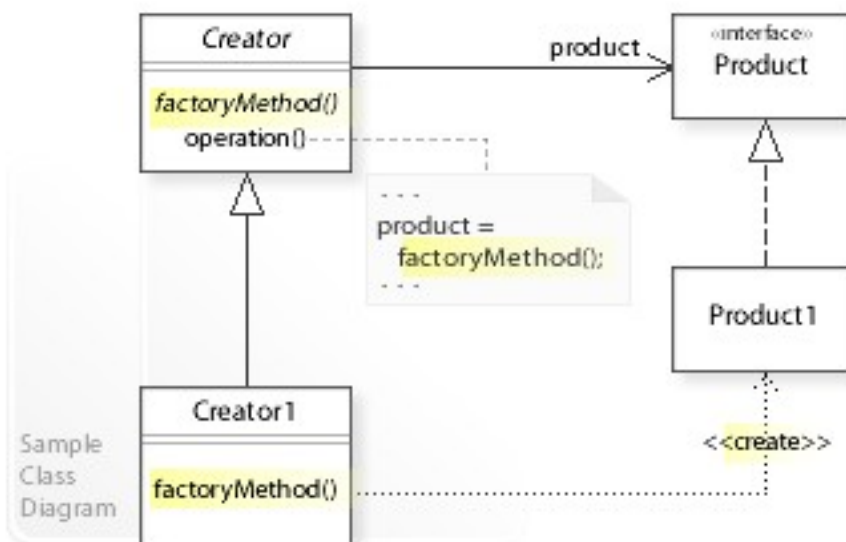 Creator
factoryMethod()
operation()
product
«interface»
Product
. . .
product =
factoryMethod();
. . .
Product1
Creator1
factoryMethod()
<<create>>
Sample
Class
Diagram